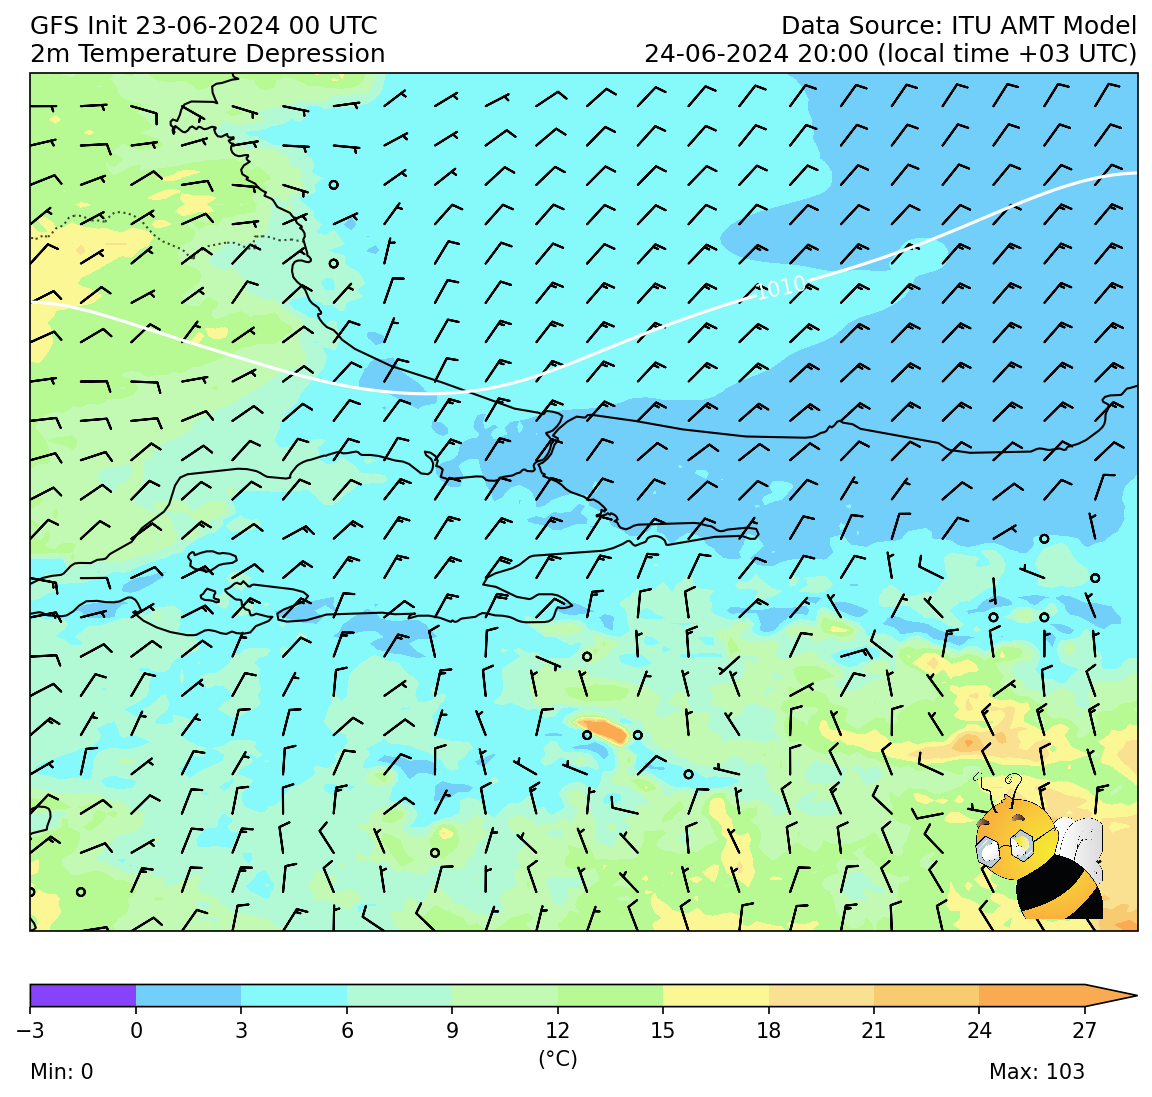 GFS Init 23-06-2024 00 UTC
Data Source: ITU AMT Model
2m Temperature Depression
24-06-2024 20:00 (local time +03 UTC)
1010
−3 0 3 6 9 12 15 18 21 24 27
(°C)
Min: 0
Max: 103